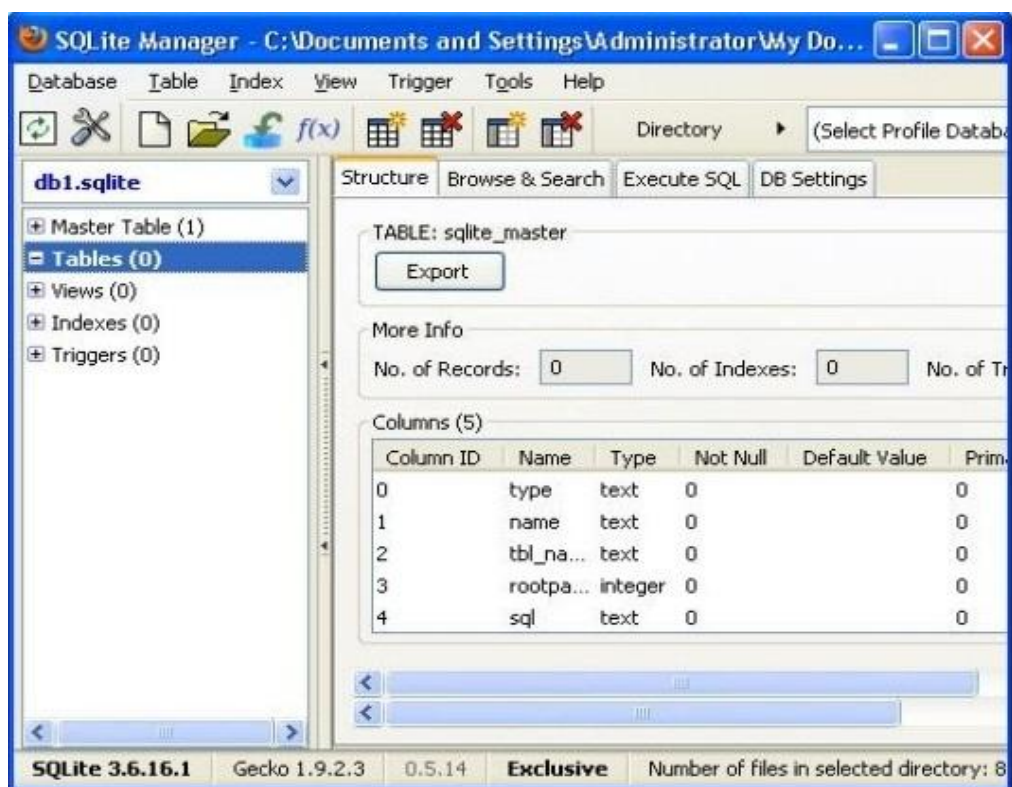 SQLite Manager - C:\Documents and Settings\Administrator\My Do...
Database Table Index View Trigger Tools Help
f(x) Directory (Select Profile Databa
db1.sqlite
Master Table (1)
Tables (0)
Views (0)
Indexes (0)
Triggers (0)
Structure Browse & Search Execute SQL DB Settings
TABLE: sqlite_master
Export
More Info
No. of Records: 0 No. of Indexes: 0 No. of Tr
Columns (5)
Column ID Name Type Not Null Default Value Prim
0 type text 0 0
1 name text 0 0
2 tbl_na... text 0 0
3 rootpa... integer 0 0
4 sql text 0 0
SQLite 3.6.16.1 Gecko 1.9.2.3 0.5.14 Exclusive Number of files in selected directory: 8